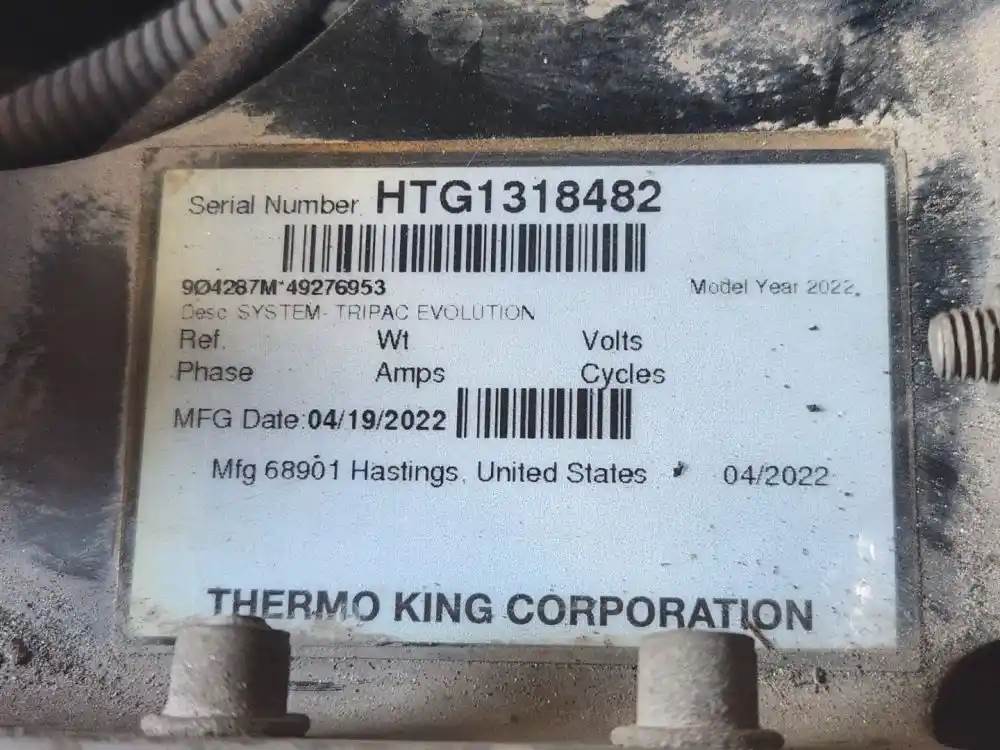 Serial Number HTG1318482
9Ø4287M*49276953 Model Year 2022
Desc SYSTEM- TRIPAC EVOLUTION
Ref. Wt Volts
Phase Amps Cycles
MFG Date:04/19/2022
Mfg 68901 Hastings, United States 04/2022
THERMO KING CORPORATION